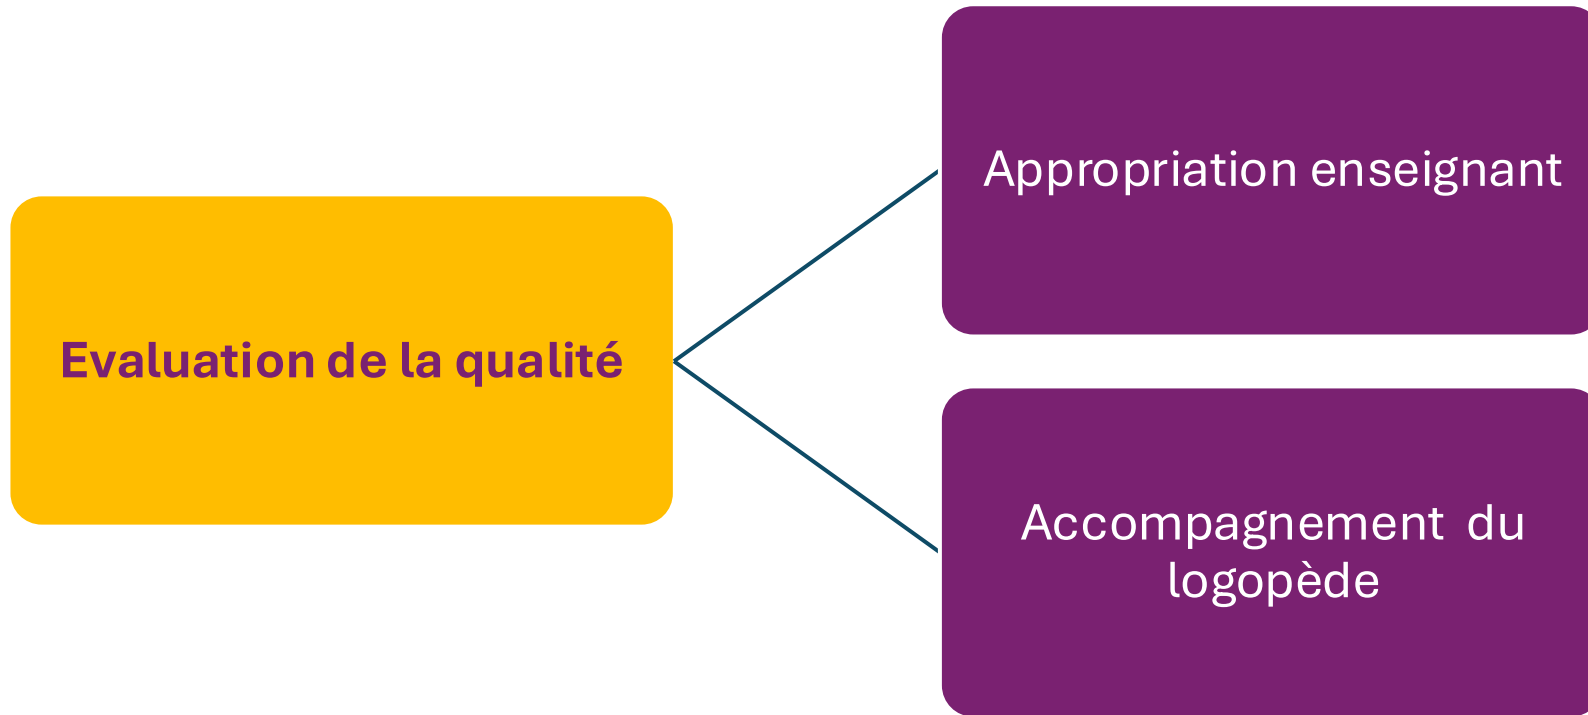 Evaluation de la qualité
Appropriation enseignant
Accompagnement du
logopède